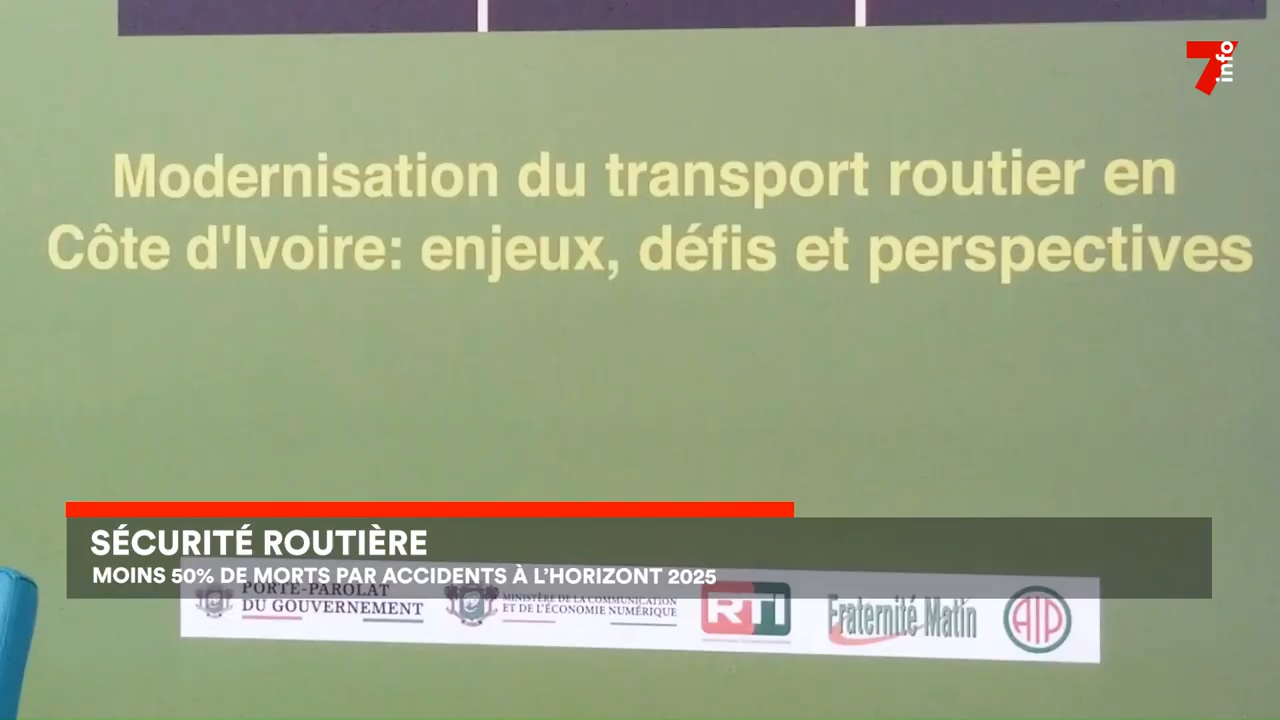 7info
Modernisation du transport routier en
Côte d'Ivoire: enjeux, défis et perspectives
SÉCURITÉ ROUTIÈRE
MOINS 50% DE MORTS PAR ACCIDENTS À L'HORIZONT 2025
PORTE-PAROLAT
DU GOUVERNEMENT
MINISTÈRE DE LA COMMUNICATION
ET DE L'ÉCONOMIE NUMÉRIQUE
RTI
Fraternité Matin
AIP